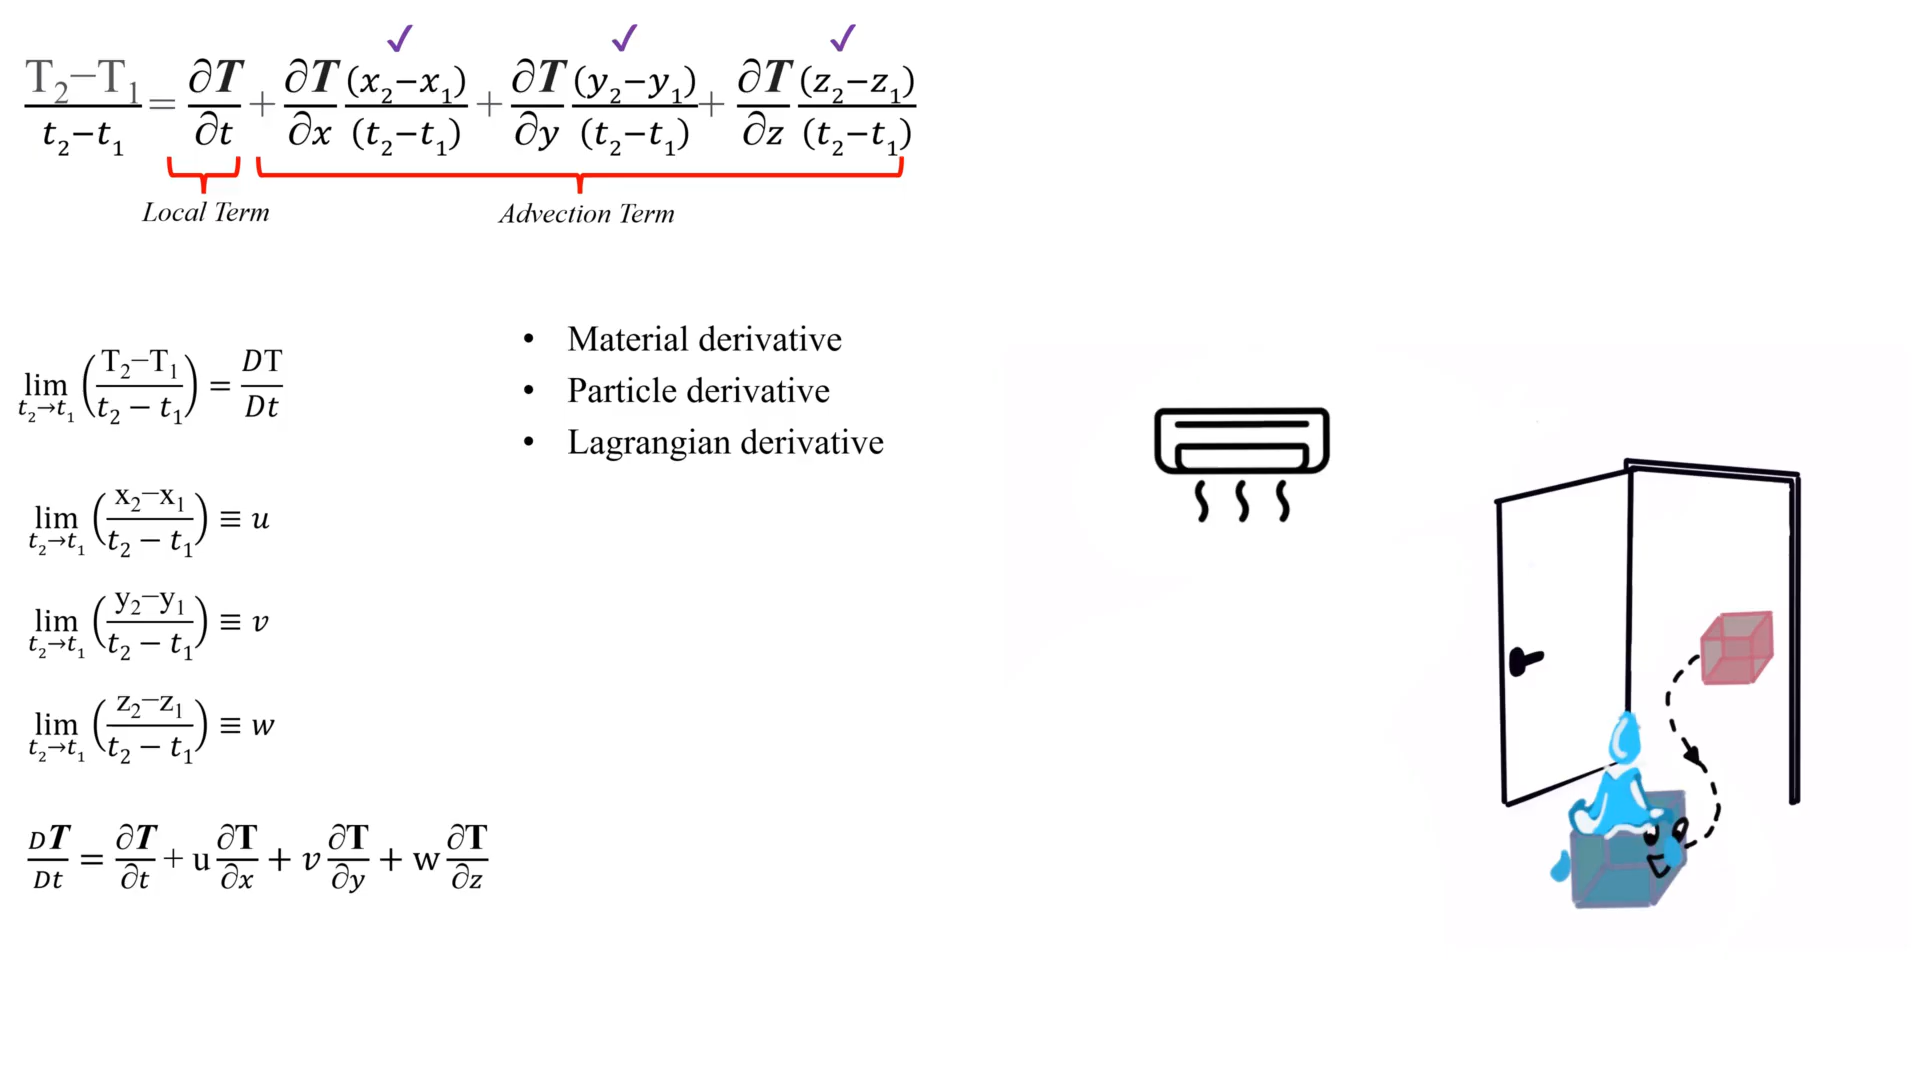 ✓ ✓ ✓
T₂−T₁/t₂−t₁ = ∂T/∂t + ∂T/∂x (x₂−x₁)/(t₂−t₁) + ∂T/∂y (y₂−y₁)/(t₂−t₁) + ∂T/∂z (z₂−z₁)/(t₂−t₁)
Local Term
Advection Term
lim t₂→t₁ (T₂−T₁/t₂ − t₁) = DT/Dt
• Material derivative
• Particle derivative
• Lagrangian derivative
lim t₂→t₁ (x₂−x₁/t₂ − t₁) ≡ u
lim t₂→t₁ (y₂−y₁/t₂ − t₁) ≡ v
lim t₂→t₁ (z₂−z₁/t₂ − t₁) ≡ w
DT/Dt = ∂T/∂t + u ∂T/∂x + v ∂T/∂y + w ∂T/∂z